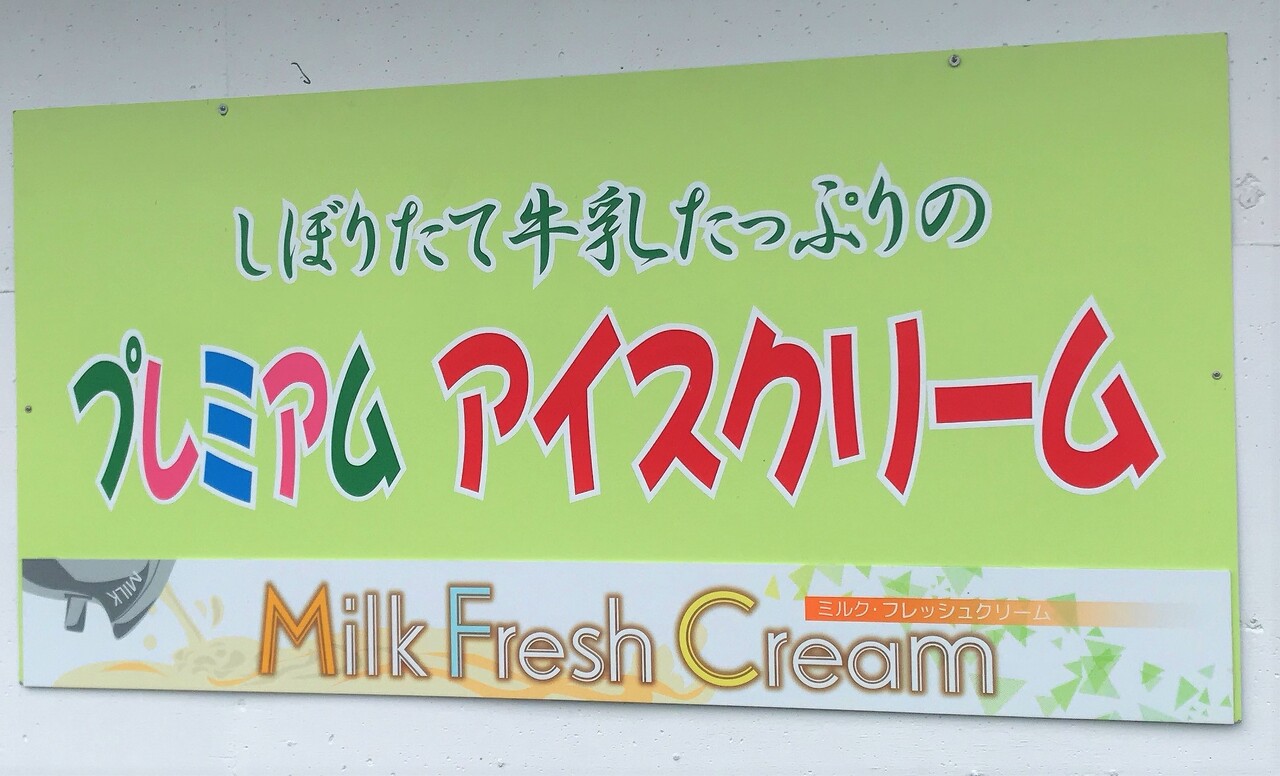 しぼりたて牛乳たっぷりの
プレミアム アイスクリーム
MILK
ミルク・フレッシュクリーム
Milk Fresh Cream